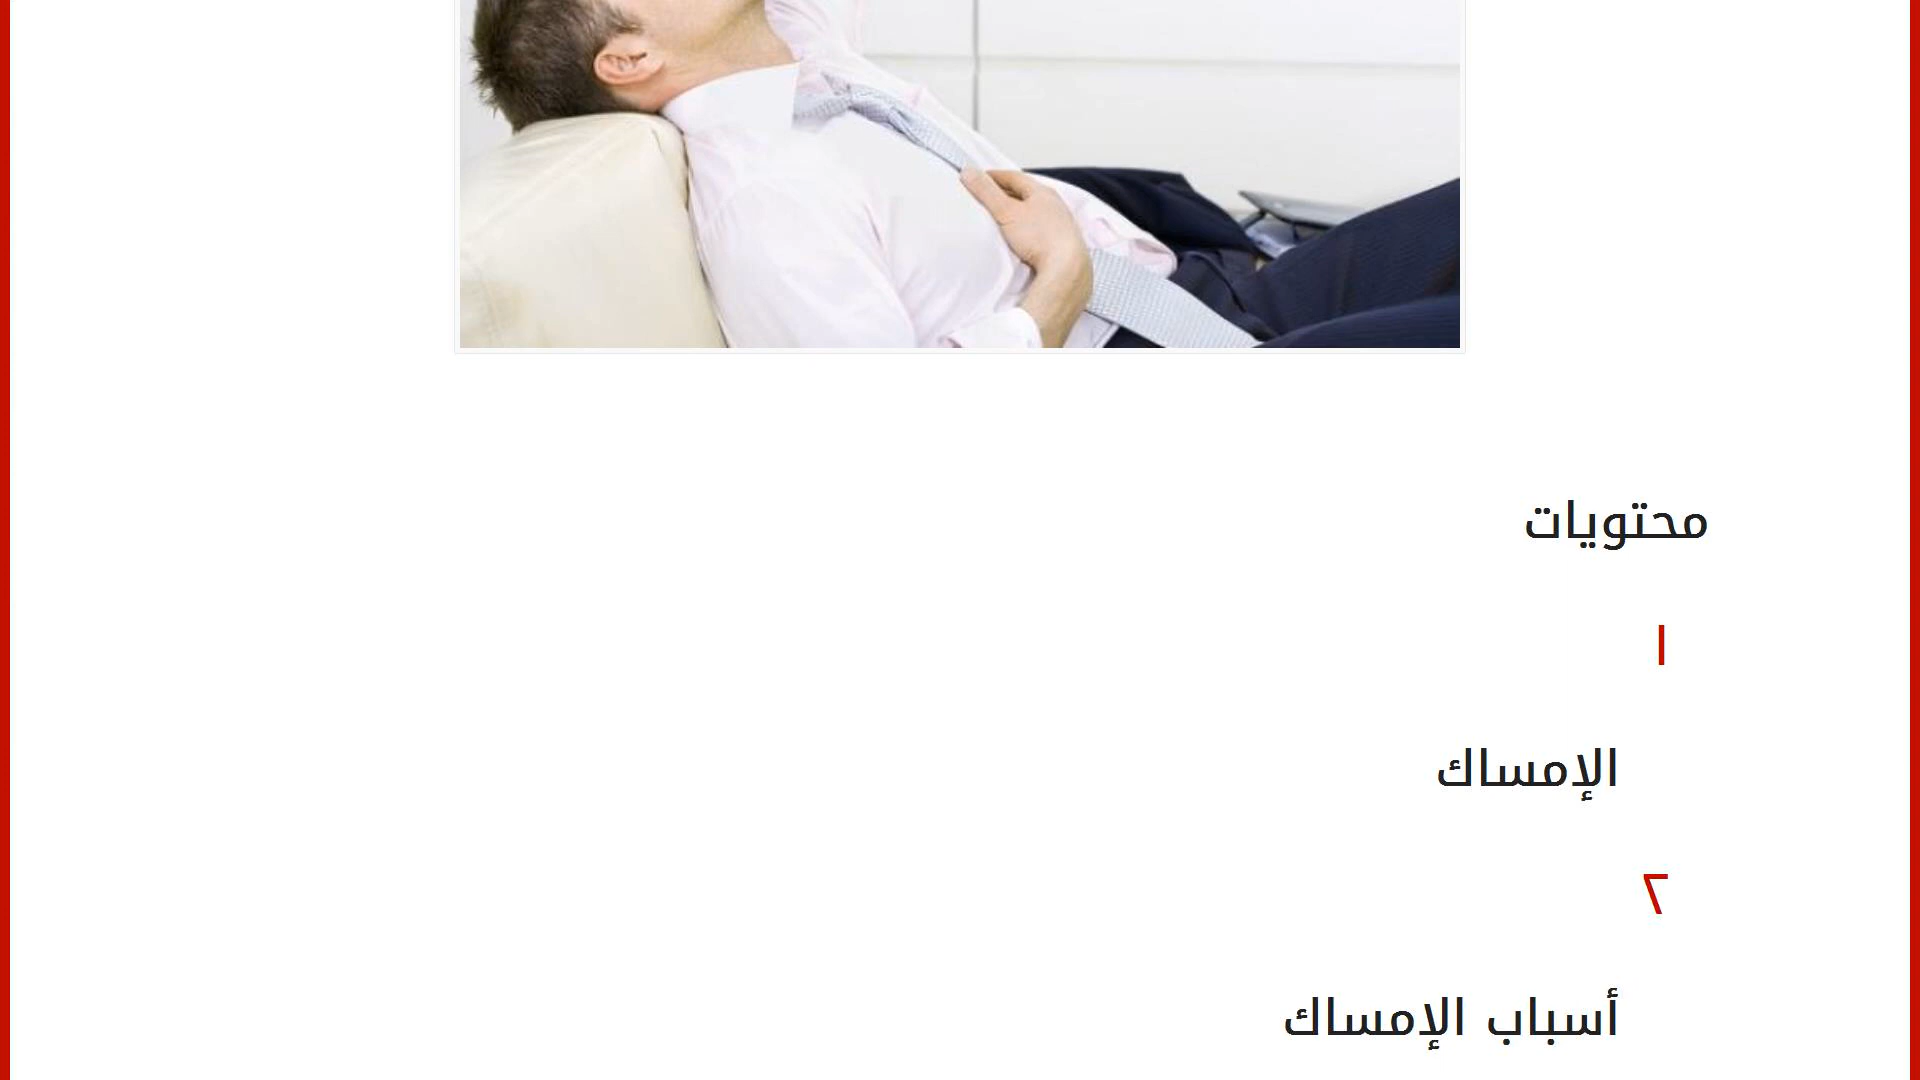 محتويات
١
الإمساك
٢
أسباب الإمساك